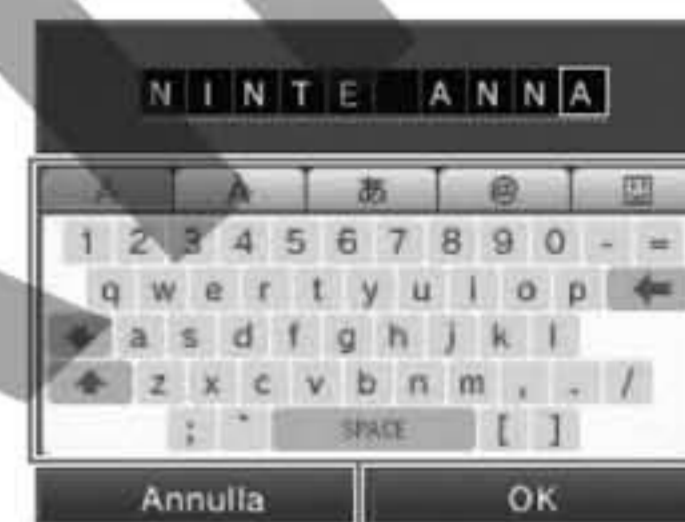 NINTE ANNA
A A あ @
1 2 3 4 5 6 7 8 9 0 - =
q w e r t y u i o p
a s d f g h j k l
z x c v b n m , . /
; ' SPACE [ ]
Annulla OK